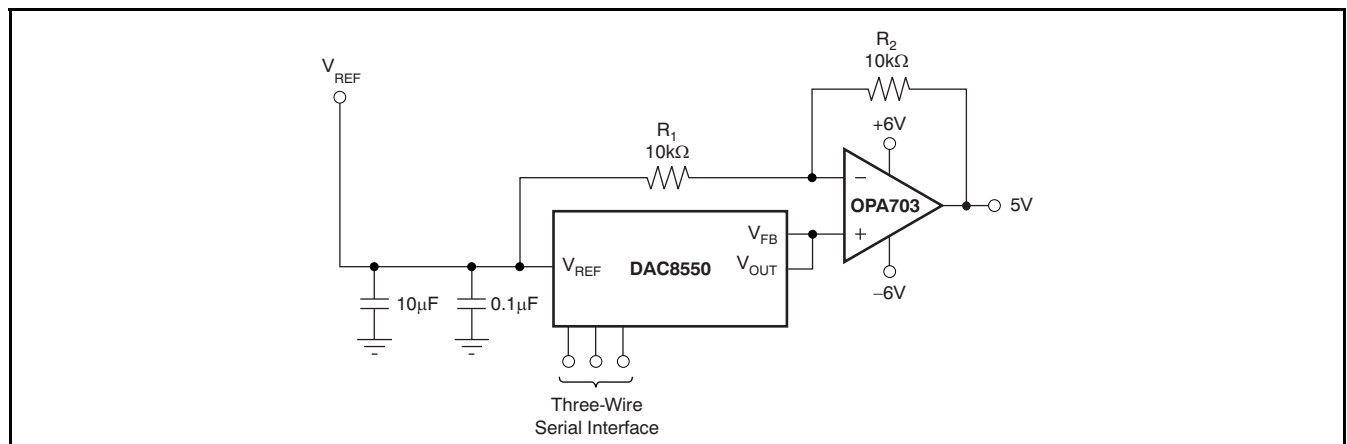 R2
10kΩ
VREF
+6V
R1
10kΩ
−
OPA703
5V
+
VFB
VREF
DAC8550
VOUT
−6V
10μF
0.1μF
Three-Wire
Serial Interface